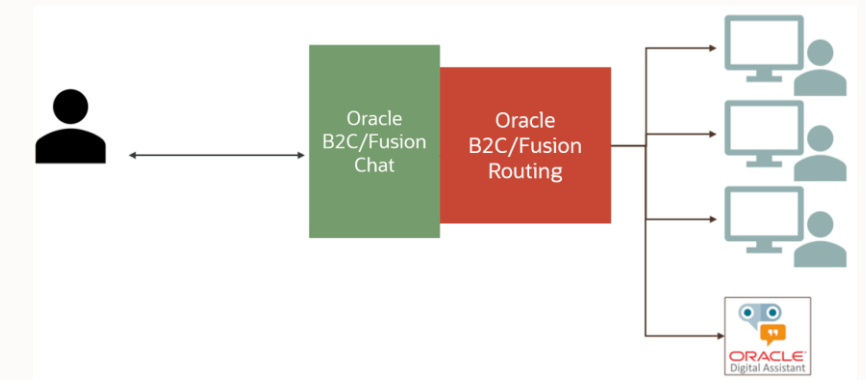 Oracle
B2C/Fusion
Chat
Oracle
B2C/Fusion
Routing
ORACLE
Digital Assistant